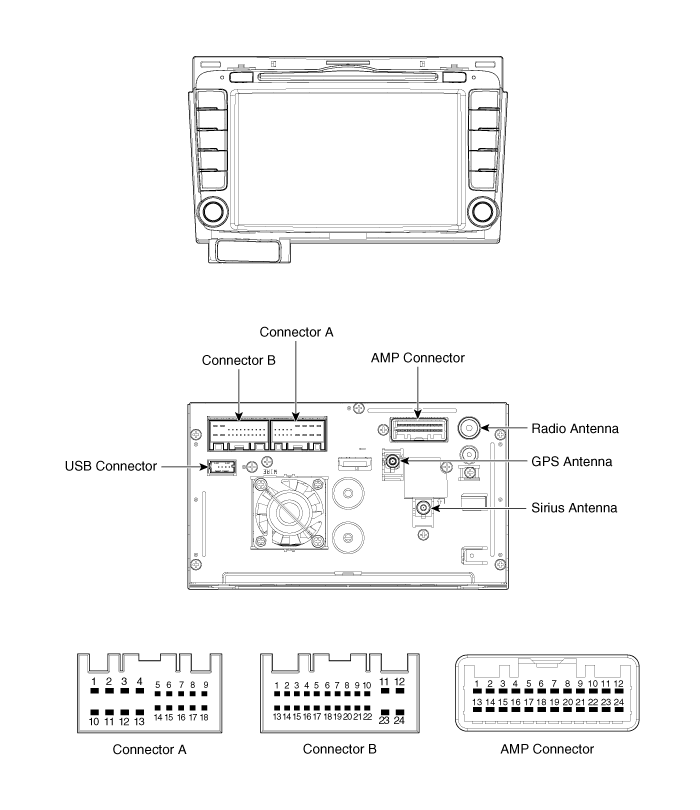 Connector A
Connector B
AMP Connector
Radio Antenna
GPS Antenna
USB Connector
Sirius Antenna
1 2 3 4 5 6 7 8 9
10 11 12 13 14 15 16 17 18
Connector A
1 2 3 4 5 6 7 8 9 10 11 12
13 14 15 16 17 18 19 20 21 22 23 24
Connector B
1 2 3 4 5 6 7 8 9 10 11 12
13 14 15 16 17 18 19 20 21 22 23 24
AMP Connector